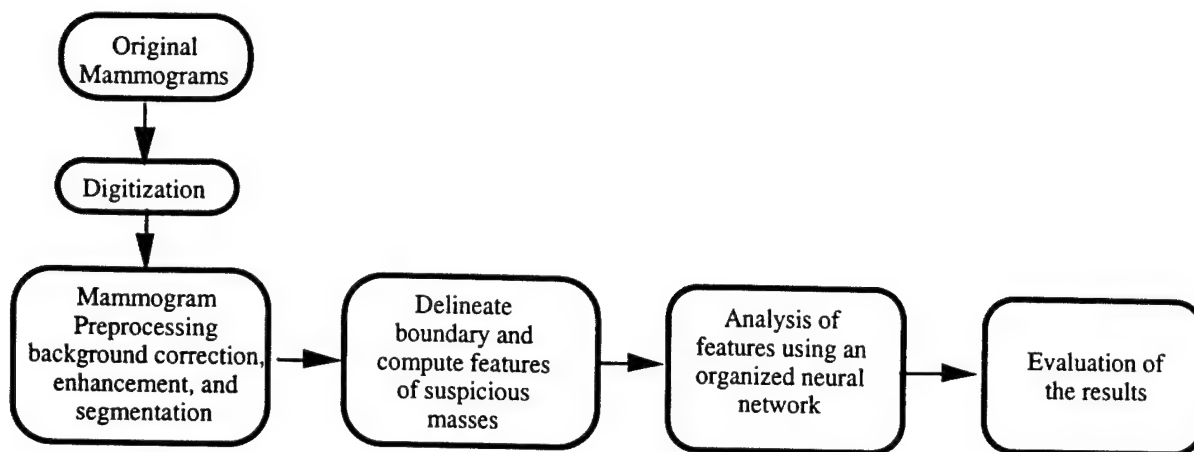 Original
Mammograms
Digitization
Mammogram
Preprocessing
background correction,
enhancement, and
segmentation
Delineate
boundary and
compute features
of suspicious
masses
Analysis of
features using an
organized neural
network
Evaluation of
the results